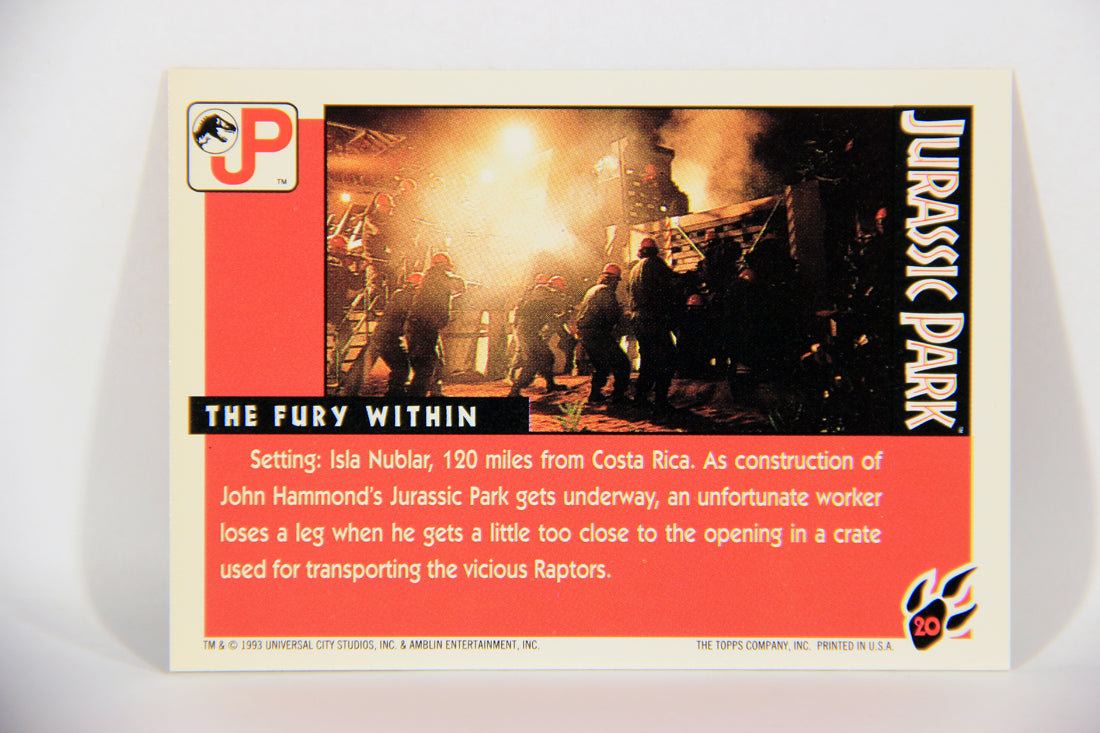 JP
TM
JURASSIC PARK
TM
THE FURY WITHIN
Setting: Isla Nublar, 120 miles from Costa Rica. As construction of
John Hammond's Jurassic Park gets underway, an unfortunate worker
loses a leg when he gets a little too close to the opening in a crate
used for transporting the vicious Raptors.
20
TM & © 1993 UNIVERSAL CITY STUDIOS, INC. & AMBLIN ENTERTAINMENT, INC.
THE TOPPS COMPANY, INC. PRINTED IN U.S.A.